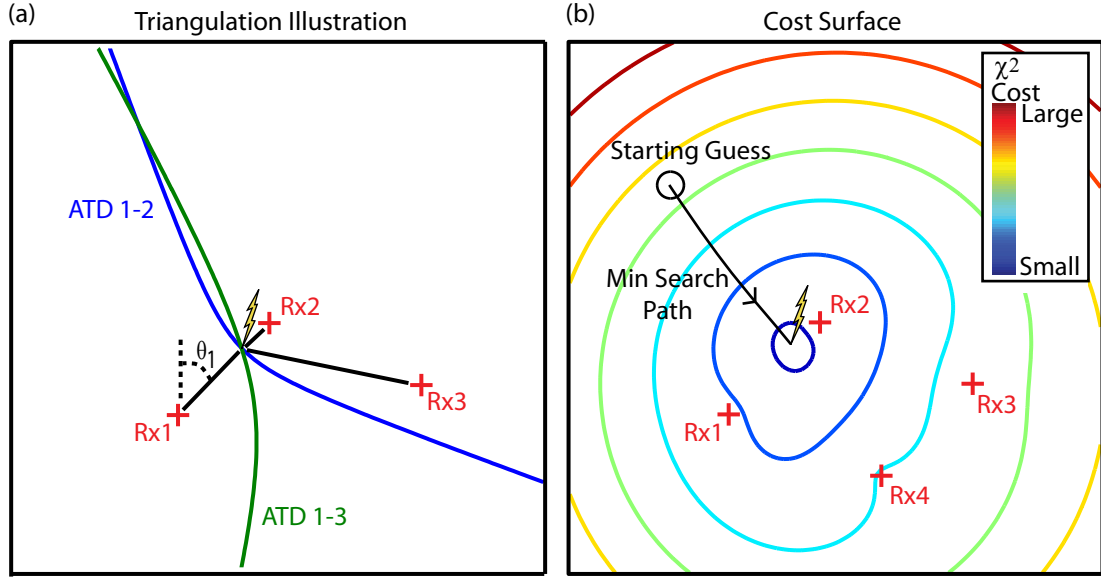 (a) Triangulation Illustration
ATD 1-2
Rx2
θ1
Rx3
Rx1
ATD 1-3
(b) Cost Surface
χ2
Cost
Large
Small
Starting Guess
Min Search
Path
Rx2
Rx3
Rx1
Rx4